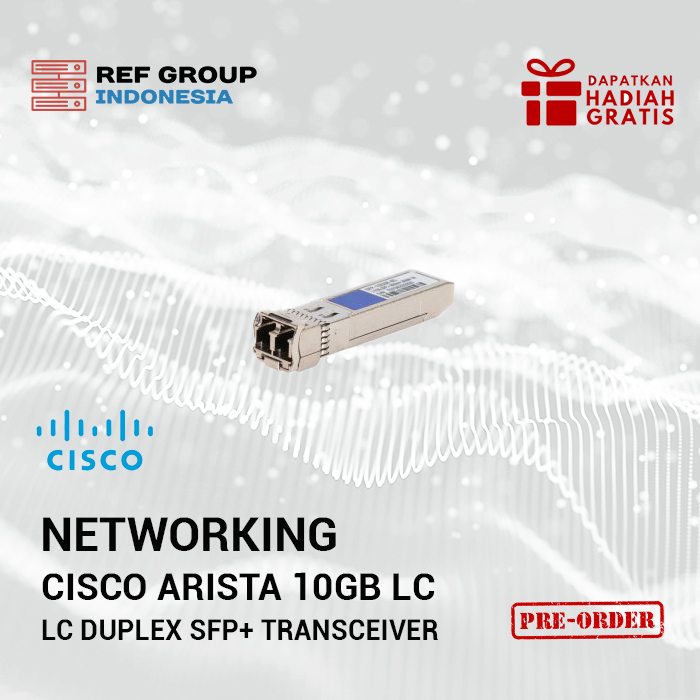 REF GROUP
INDONESIA
DAPATKAN
HADIAH
GRATIS
CISCO
NETWORKING
CISCO ARISTA 10GB LC
LC DUPLEX SFP+ TRANSCEIVER
PRE-ORDER